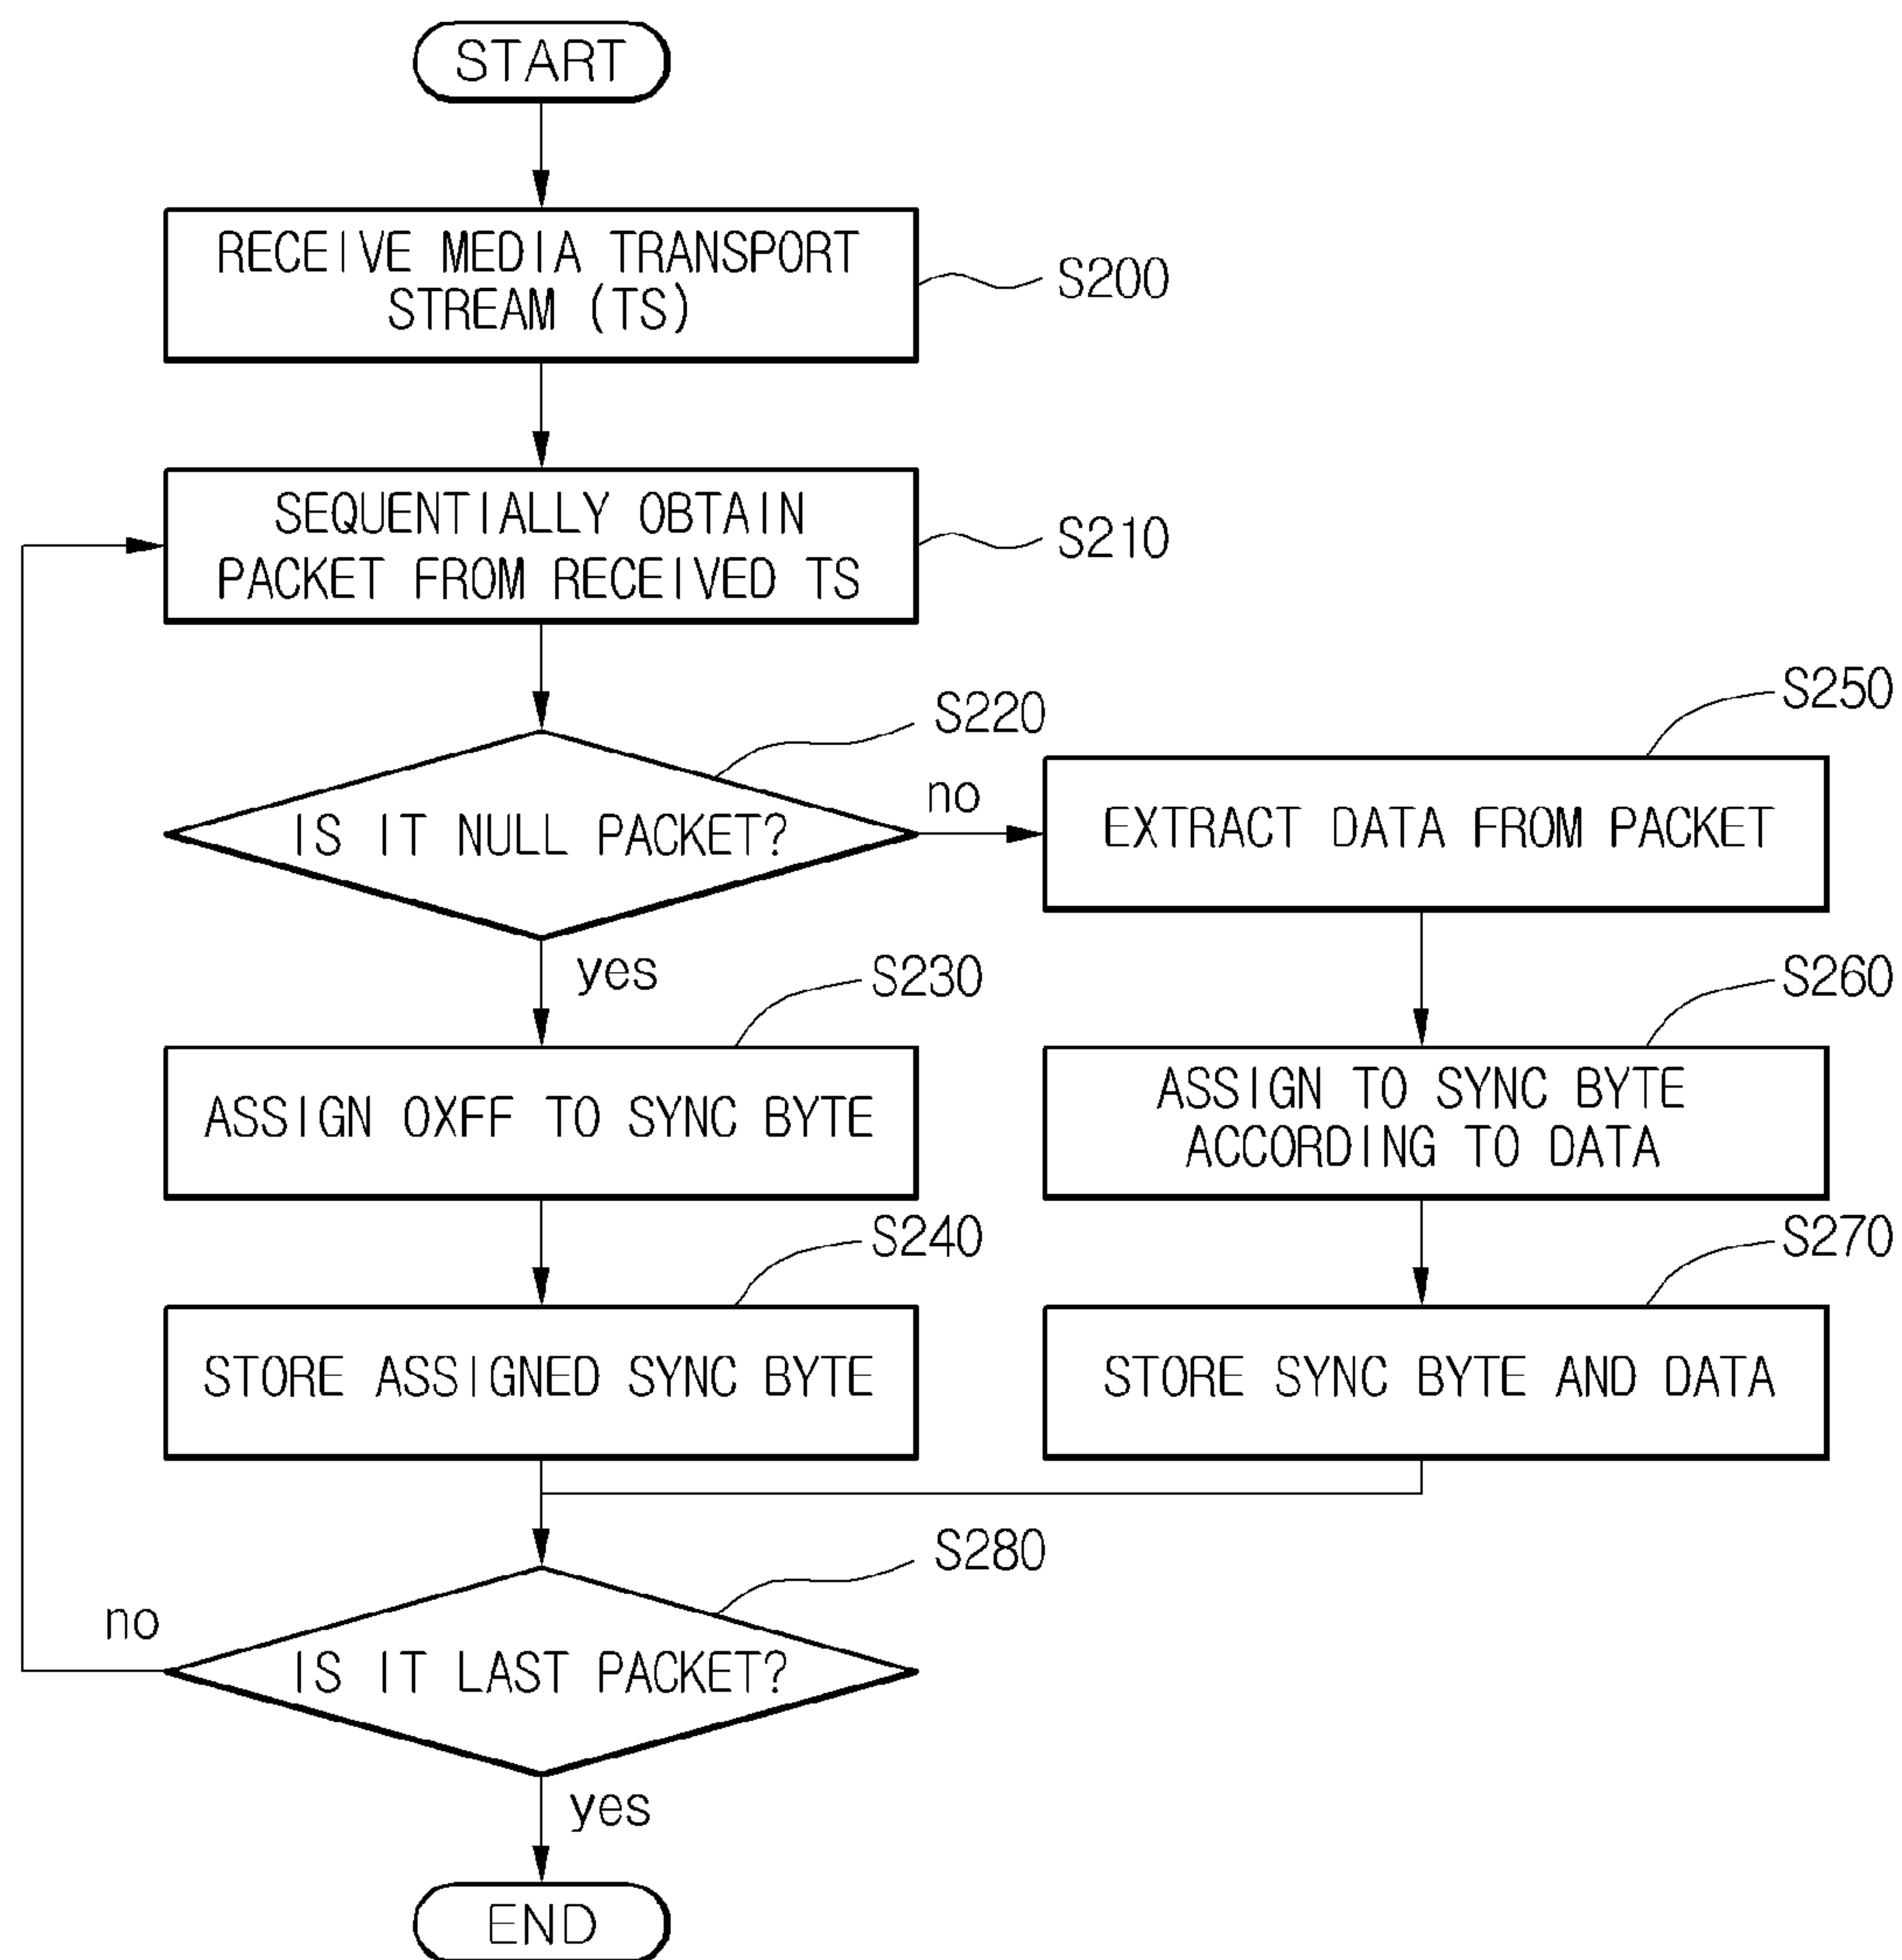 START
RECEIVE MEDIA TRANSPORT
STREAM (TS)
S200
SEQUENTIALLY OBTAIN
PACKET FROM RECEIVED TS
S210
S220
IS IT NULL PACKET?
no
yes
S250
EXTRACT DATA FROM PACKET
S230
ASSIGN OXFF TO SYNC BYTE
S260
ASSIGN TO SYNC BYTE
ACCORDING TO DATA
S240
STORE ASSIGNED SYNC BYTE
S270
STORE SYNC BYTE AND DATA
S280
IS IT LAST PACKET?
no
yes
END